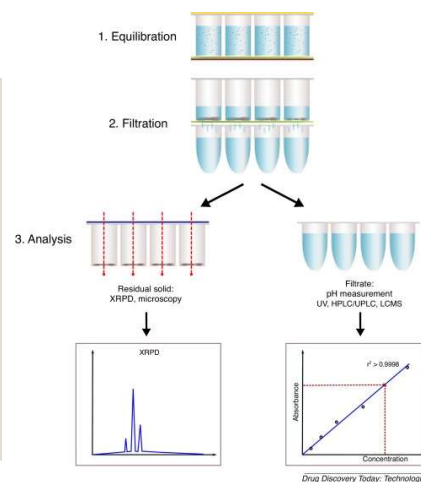 1. Equilibration
2. Filtration
3. Analysis
Residual solid:
XRPD, microscopy
Filtrate:
pH measurement
UV, HPLC/UPLC, LCMS
XRPD
r² > 0.9998
Absorbance
Concentration
Drug Discovery Today: Technolog